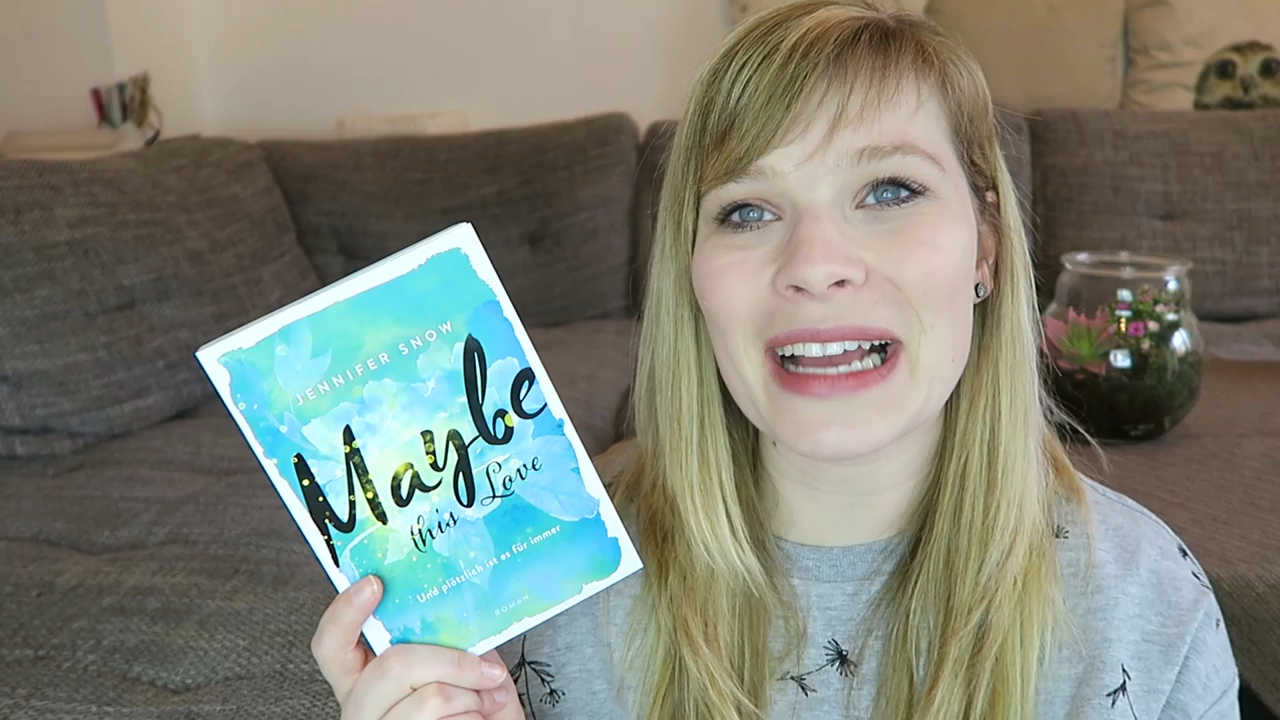 JENNIFER SNOW
Maybe
this Love
Und plötzlich ist es für immer
ROMAN